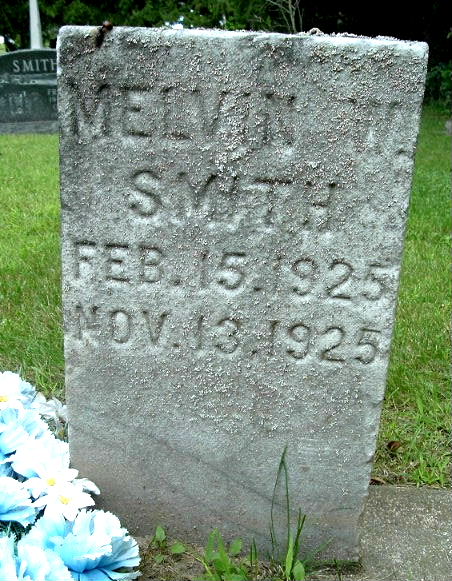 SMITH
MELVIN W.
SMITH
FEB. 15. 1925
NOV. 13. 1925